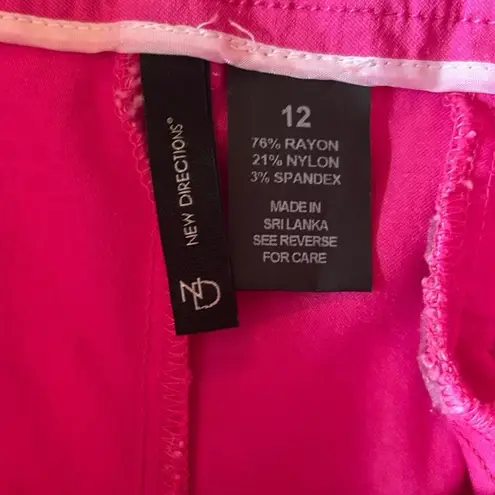 NEW DIRECTIONS®
ND
12
76% RAYON
21% NYLON
3% SPANDEX
MADE IN
SRI LANKA
SEE REVERSE
FOR CARE